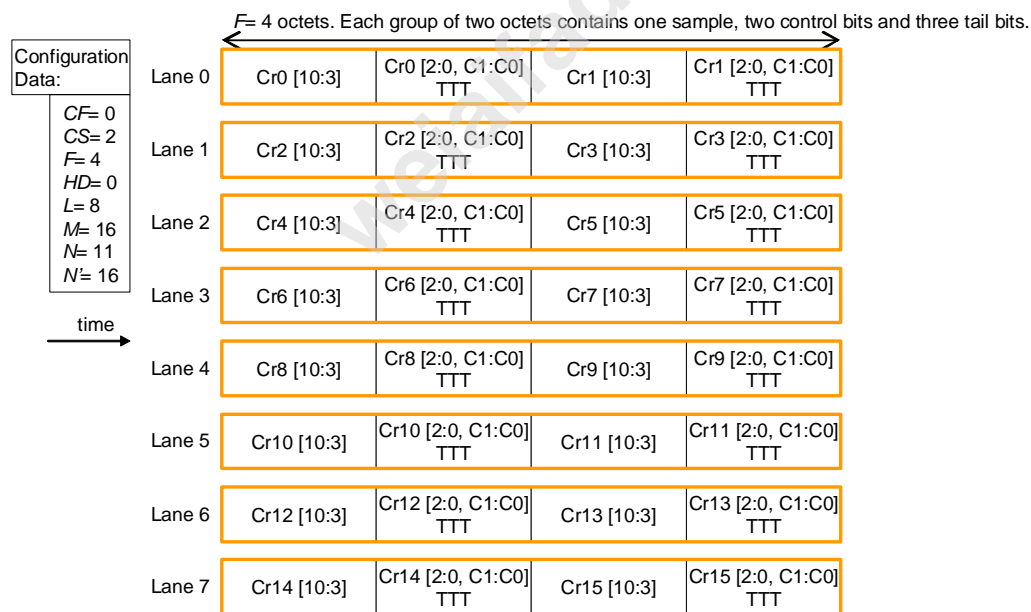 F= 4 octets. Each group of two octets contains one sample, two control bits and three tail bits.
Configuration
Data:
CF= 0
CS= 2
F= 4
HD= 0
L= 8
M= 16
N= 11
N'= 16
time
Lane 0
Cr0 [10:3]
Cr0 [2:0, C1:C0]
TTT
Cr1 [10:3]
Cr1 [2:0, C1:C0]
TTT
Lane 1
Cr2 [10:3]
Cr2 [2:0, C1:C0]
TTT
Cr3 [10:3]
Cr3 [2:0, C1:C0]
TTT
Lane 2
Cr4 [10:3]
Cr4 [2:0, C1:C0]
TTT
Cr5 [10:3]
Cr5 [2:0, C1:C0]
TTT
Lane 3
Cr6 [10:3]
Cr6 [2:0, C1:C0]
TTT
Cr7 [10:3]
Cr7 [2:0, C1:C0]
TTT
Lane 4
Cr8 [10:3]
Cr8 [2:0, C1:C0]
TTT
Cr9 [10:3]
Cr9 [2:0, C1:C0]
TTT
Lane 5
Cr10 [10:3]
Cr10 [2:0, C1:C0]
TTT
Cr11 [10:3]
Cr11 [2:0, C1:C0]
TTT
Lane 6
Cr12 [10:3]
Cr12 [2:0, C1:C0]
TTT
Cr13 [10:3]
Cr13 [2:0, C1:C0]
TTT
Lane 7
Cr14 [10:3]
Cr14 [2:0, C1:C0]
TTT
Cr15 [10:3]
Cr15 [2:0, C1:C0]
TTT